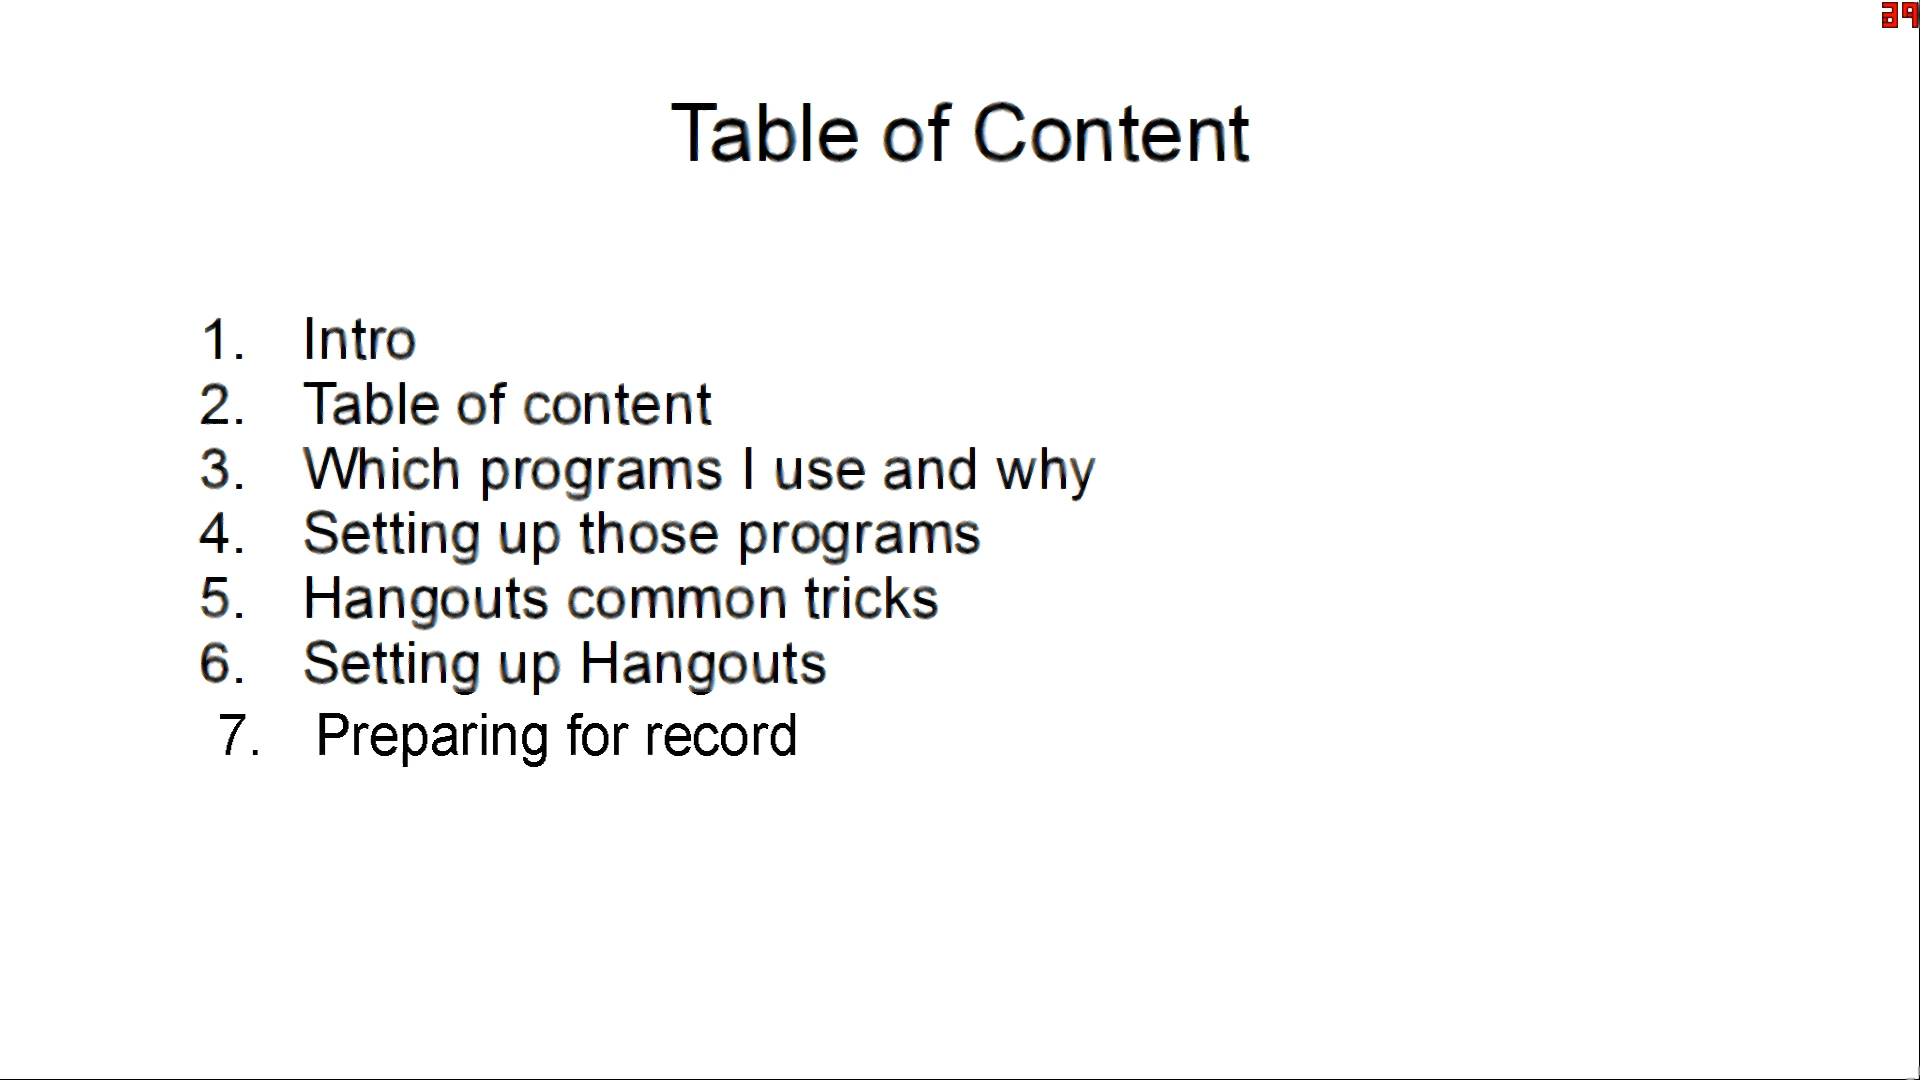 Table of Content
1. Intro
2. Table of content
3. Which programs I use and why
4. Setting up those programs
5. Hangouts common tricks
6. Setting up Hangouts
7. Preparing for record